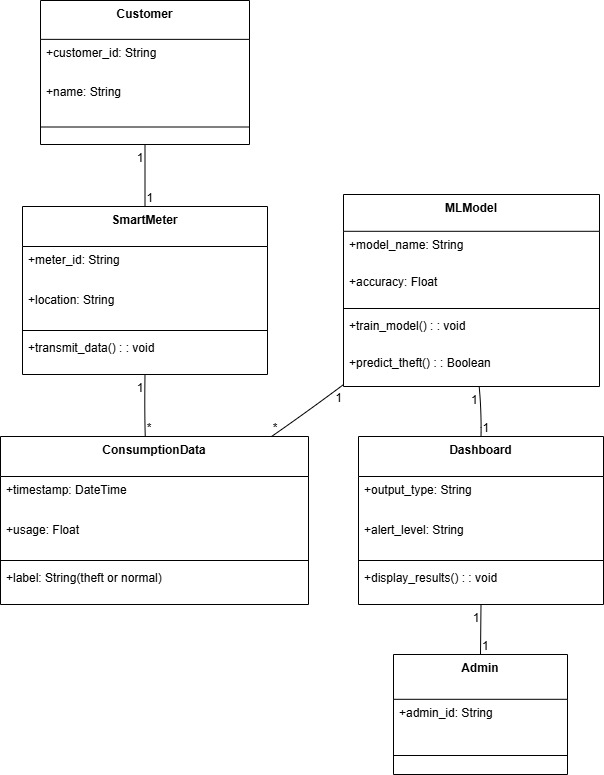 Customer
+customer_id: String
+name: String
1
1
SmartMeter
+meter_id: String
+location: String
+transmit_data() : : void
1
*
MLModel
+model_name: String
+accuracy: Float
+train_model() : : void
+predict_theft() : : Boolean
1
*
1
1
ConsumptionData
+timestamp: DateTime
+usage: Float
+label: String(theft or normal)
Dashboard
+output_type: String
+alert_level: String
+display_results() : : void
1
1
Admin
+admin_id: String